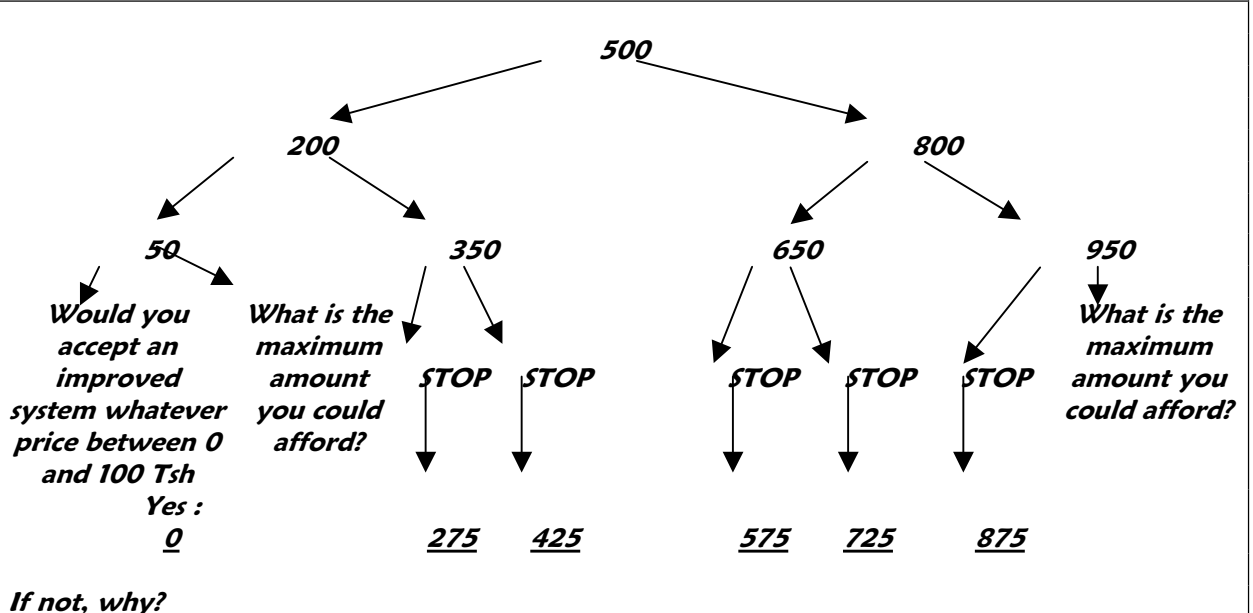 500
200 800
50 350 650 950
Would you
accept an
improved
system whatever
price between 0
and 100 Tsh
Yes :
0
What is the
maximum
amount
you could
afford?
STOP STOP STOP STOP STOP
What is the
maximum
amount you
could afford?
275 425 575 725 875
If not, why?